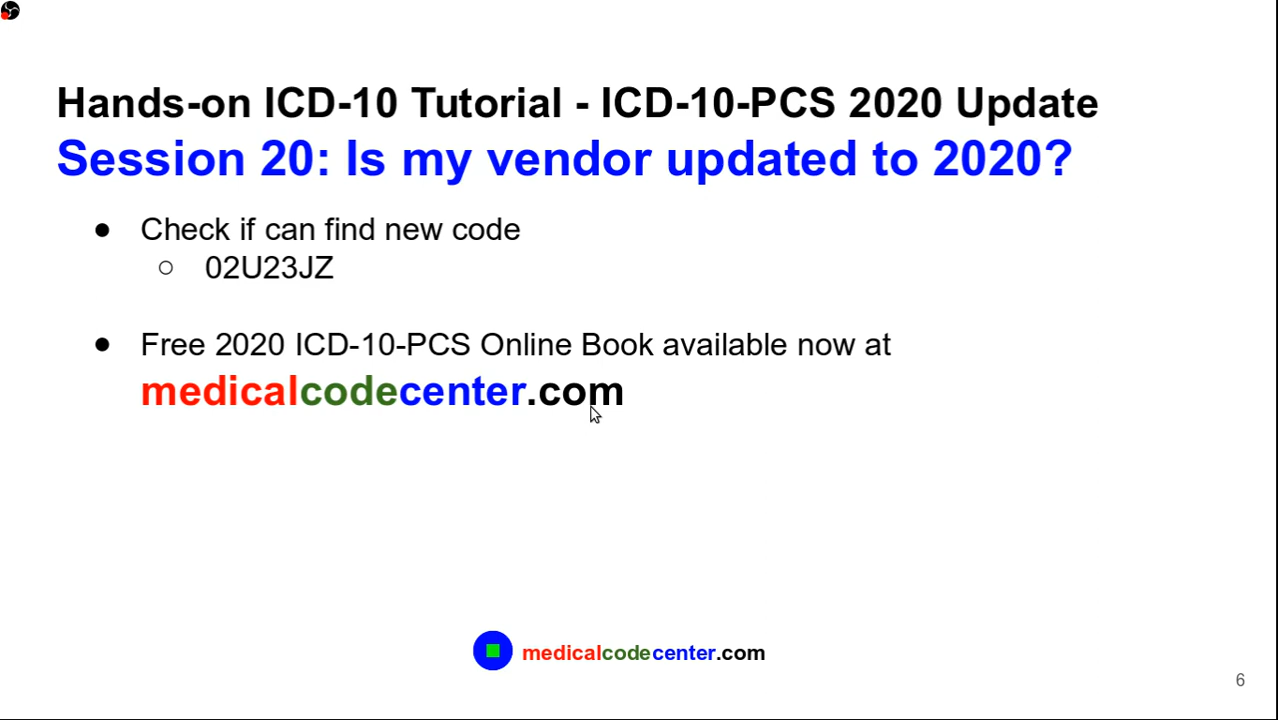 Hands-on ICD-10 Tutorial - ICD-10-PCS 2020 Update
Session 20: Is my vendor updated to 2020?
● Check if can find new code
○ 02U23JZ
● Free 2020 ICD-10-PCS Online Book available now at
medicalcodecenter.com
medicalcodecenter.com
6